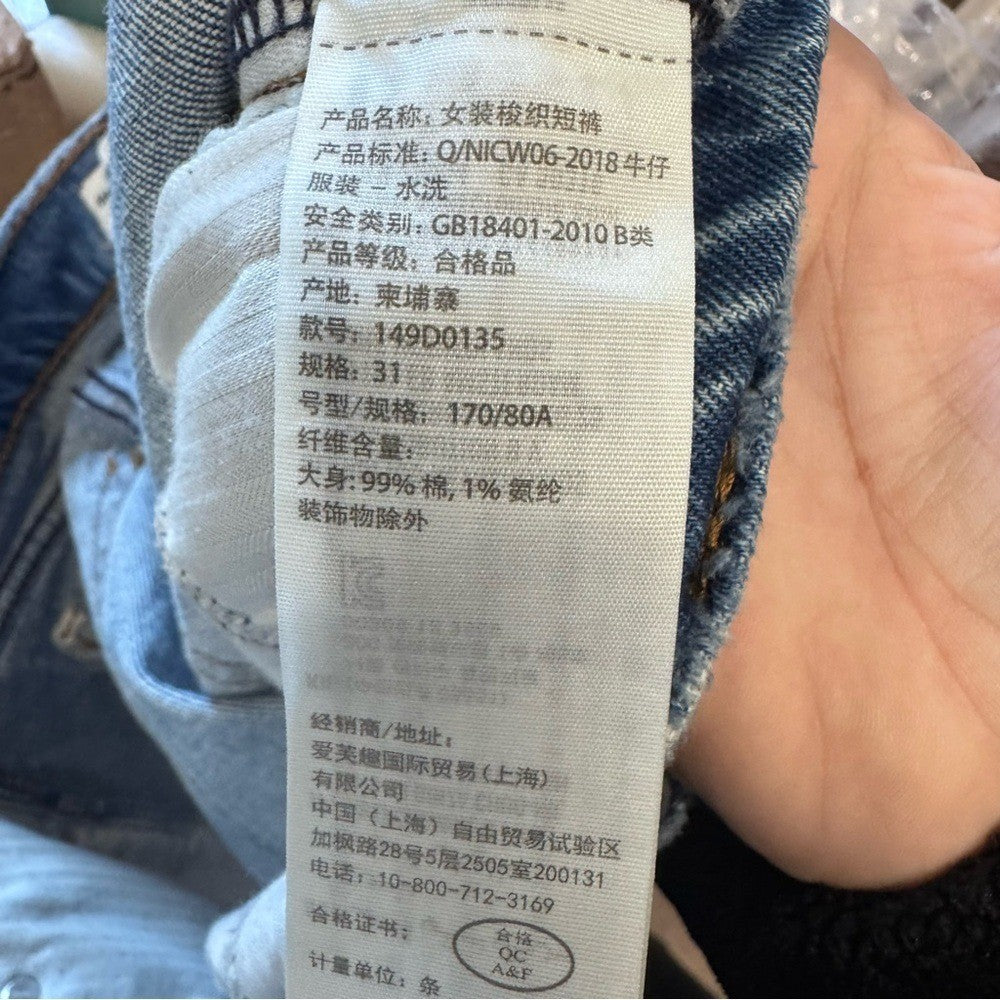 产品名称: 女装梭织短裤
产品标准: Q/NICW06-2018 牛仔
服装 – 水洗
安全类别: GB18401-2010 B类
产品等级: 合格品
产地: 柬埔寨
款号: 149D0135
规格: 31
号型/规格: 170/80A
纤维含量:
大身: 99% 棉, 1% 氨纶
装饰物除外
经销商/地址:
爱芙趣国际贸易(上海)
有限公司
中国（上海）自由贸易试验区
加枫路28号5层2505室200131
电话: 10-800-712-3169
合格证书:
合格
QC
A&F
计量单位: 条